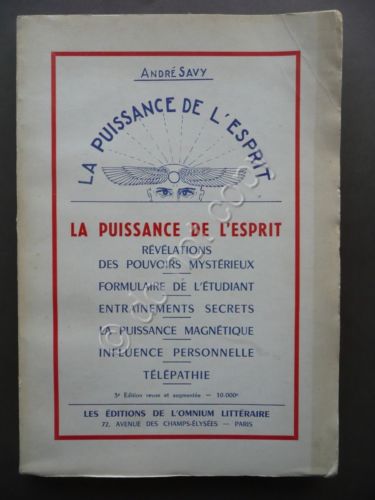 ANDRÉ SAVY
LA PUISSANCE DE L'ESPRIT
LA PUISSANCE DE L'ESPRIT
RÉVÉLATIONS
DES POUVOIRS MYSTÉRIEUX
FORMULAIRE DE L'ÉTUDIANT
ENTRAINEMENTS SECRETS
LA PUISSANCE MAGNÉTIQUE
INFLUENCE PERSONNELLE
TÉLÉPATHIE
3e Edition revue et augmentée — 10.000e
LES ÉDITIONS DE L'OMNIUM LITTÉRAIRE
72, AVENUE DES CHAMPS-ÉLYSÉES — PARIS